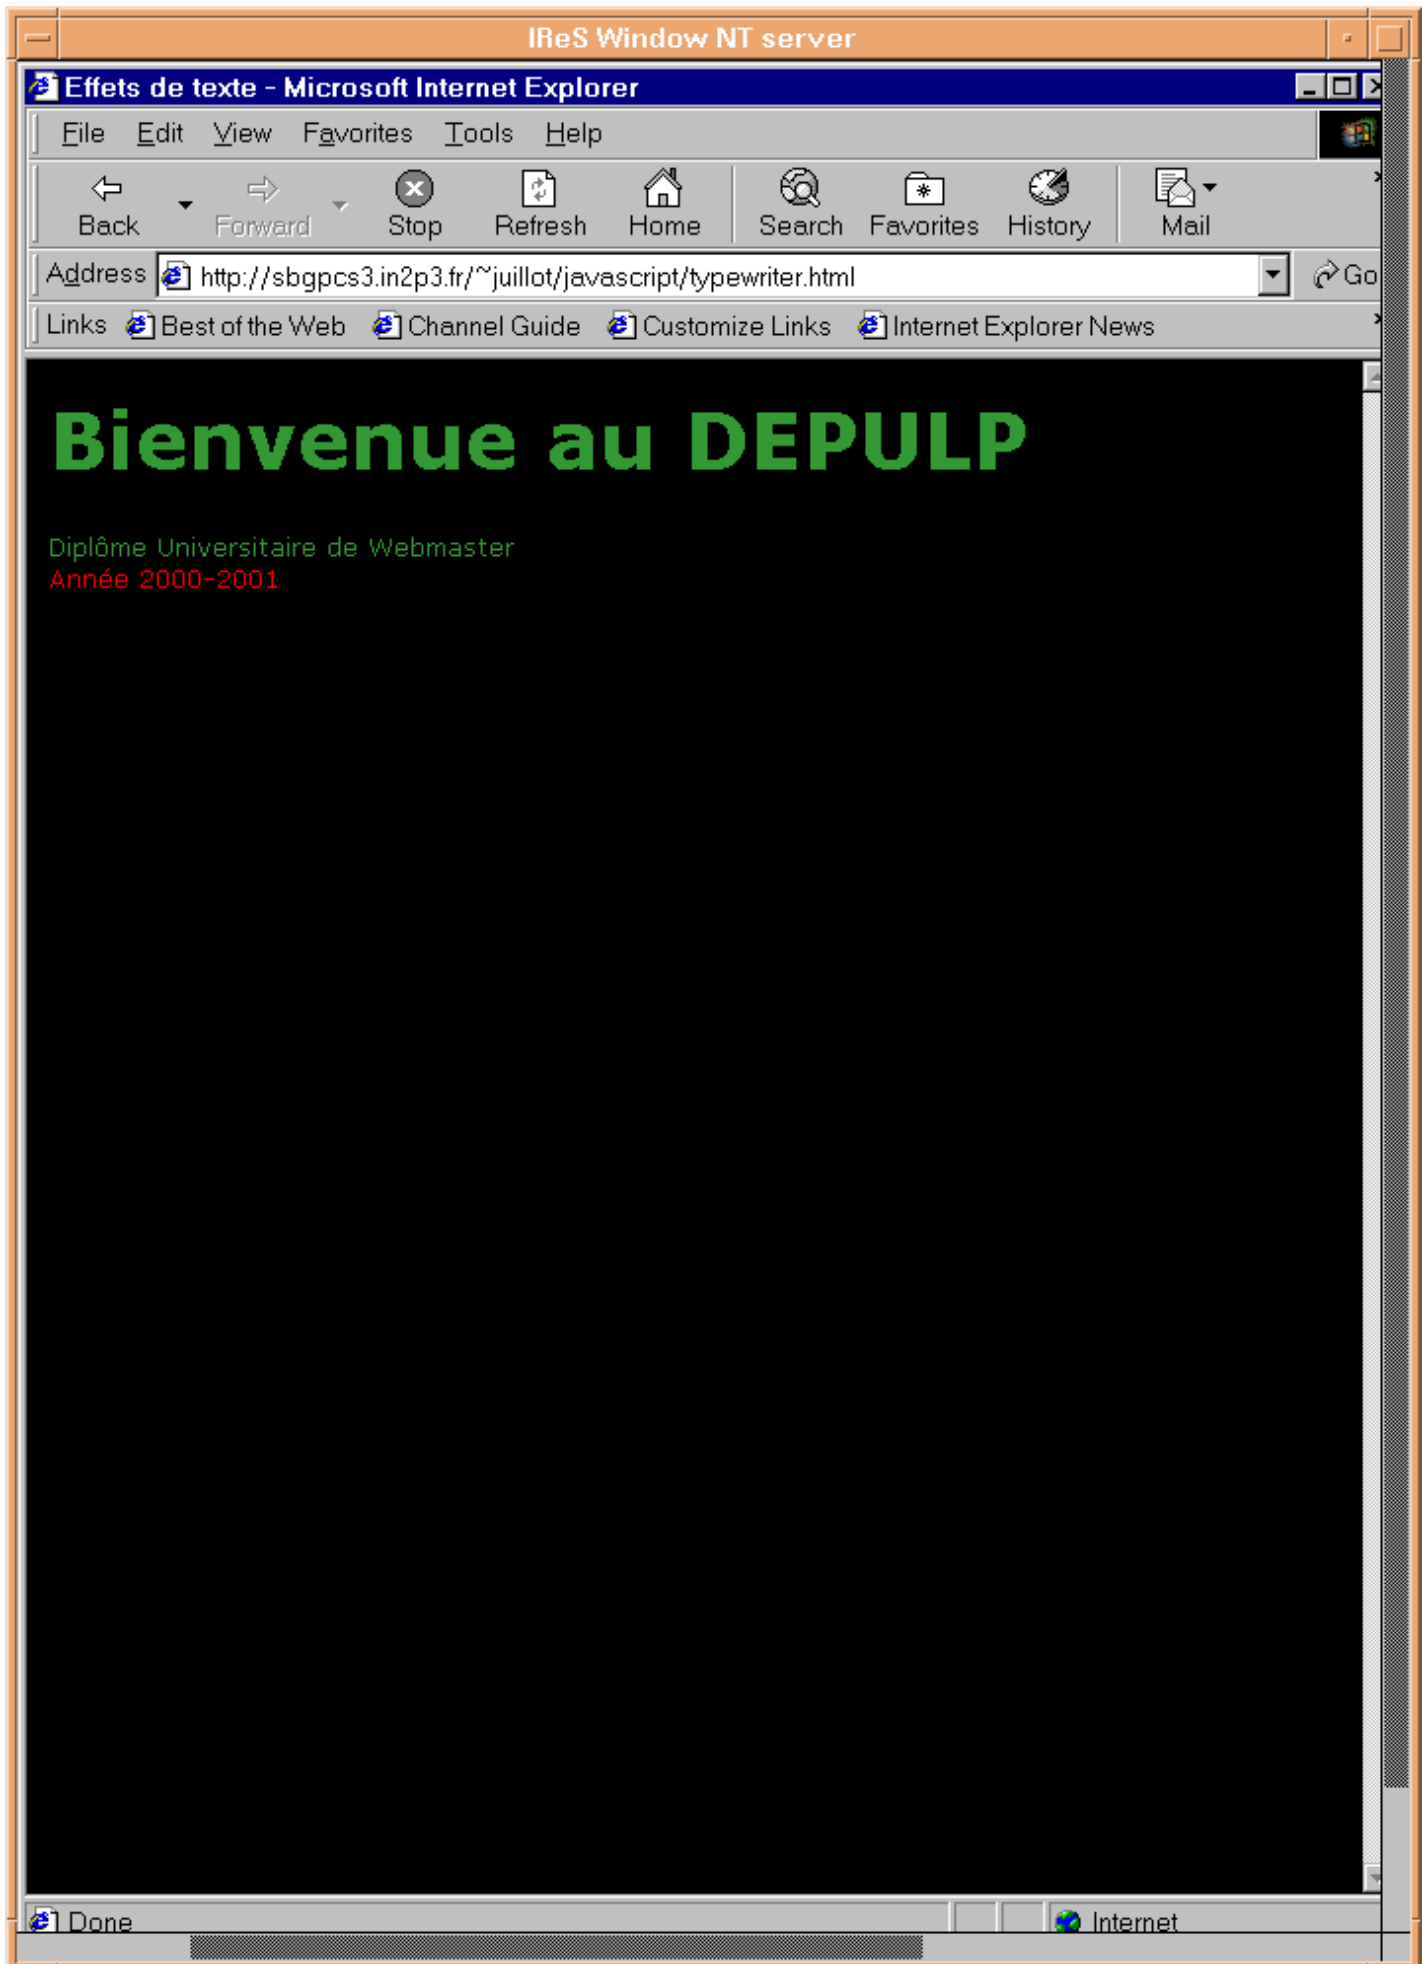 IReS Window NT server
Effets de texte - Microsoft Internet Explorer
File Edit View Favorites Tools Help
Back Forward Stop Refresh Home Search Favorites History Mail
Address http://sbgpcs3.in2p3.fr/~juillot/javascript/typewriter.html Go
Links Best of the Web Channel Guide Customize Links Internet Explorer News
Bienvenue au DEPULP
Diplôme Universitaire de Webmaster
Année 2000-2001
Done Internet